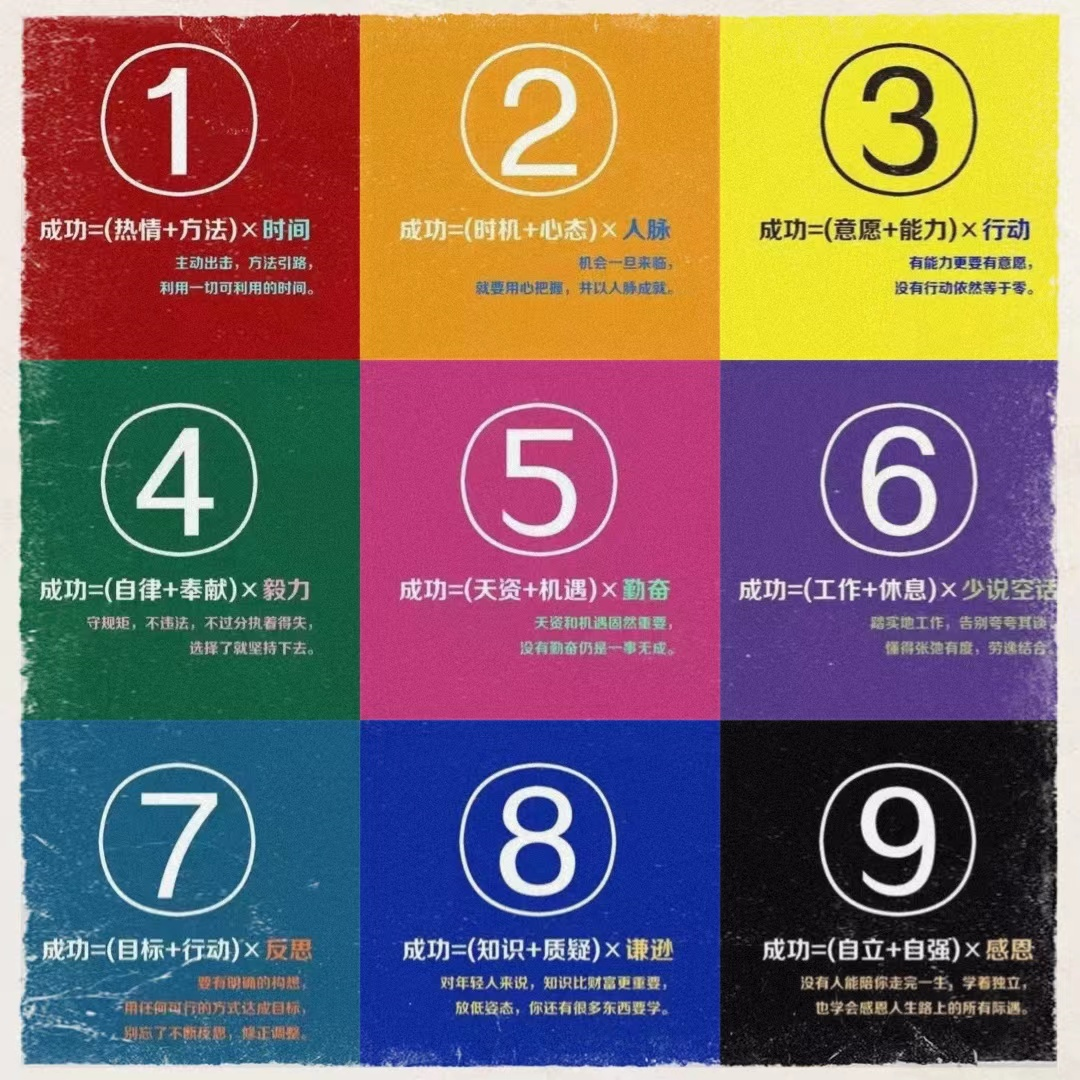 1
成功=(热情+方法)×时间
主动出击，方法引路，
利用一切可利用的时间。
2
成功=(时机+心态)×人脉
机会一旦来临，
就要用心把握，并以人脉成就。
3
成功=(意愿+能力)×行动
有能力更要有意愿，
没有行动依然等于零。
4
成功=(自律+奉献)×毅力
守规矩，不违法，不过分执着得失，
选择了就坚持下去。
5
成功=(天资+机遇)×勤奋
天资和机遇固然重要，
没有勤奋仍是一事无成。
6
成功=(工作+休息)×少说空话
踏实地工作，告别夸夸其谈
懂得张弛有度，劳逸结合。
7
成功=(目标+行动)×反思
要有明确的构想，
用任何可行的方式达成目标，
别忘了不断反思，修正调整。
8
成功=(知识+质疑)×谦逊
对年轻人来说，知识比财富更重要，
放低姿态，你还有很多东西要学。
9
成功=(自立+自强)×感恩
没有人能陪你走完一生，学着独立，
也学会感恩人生路上的所有际遇。